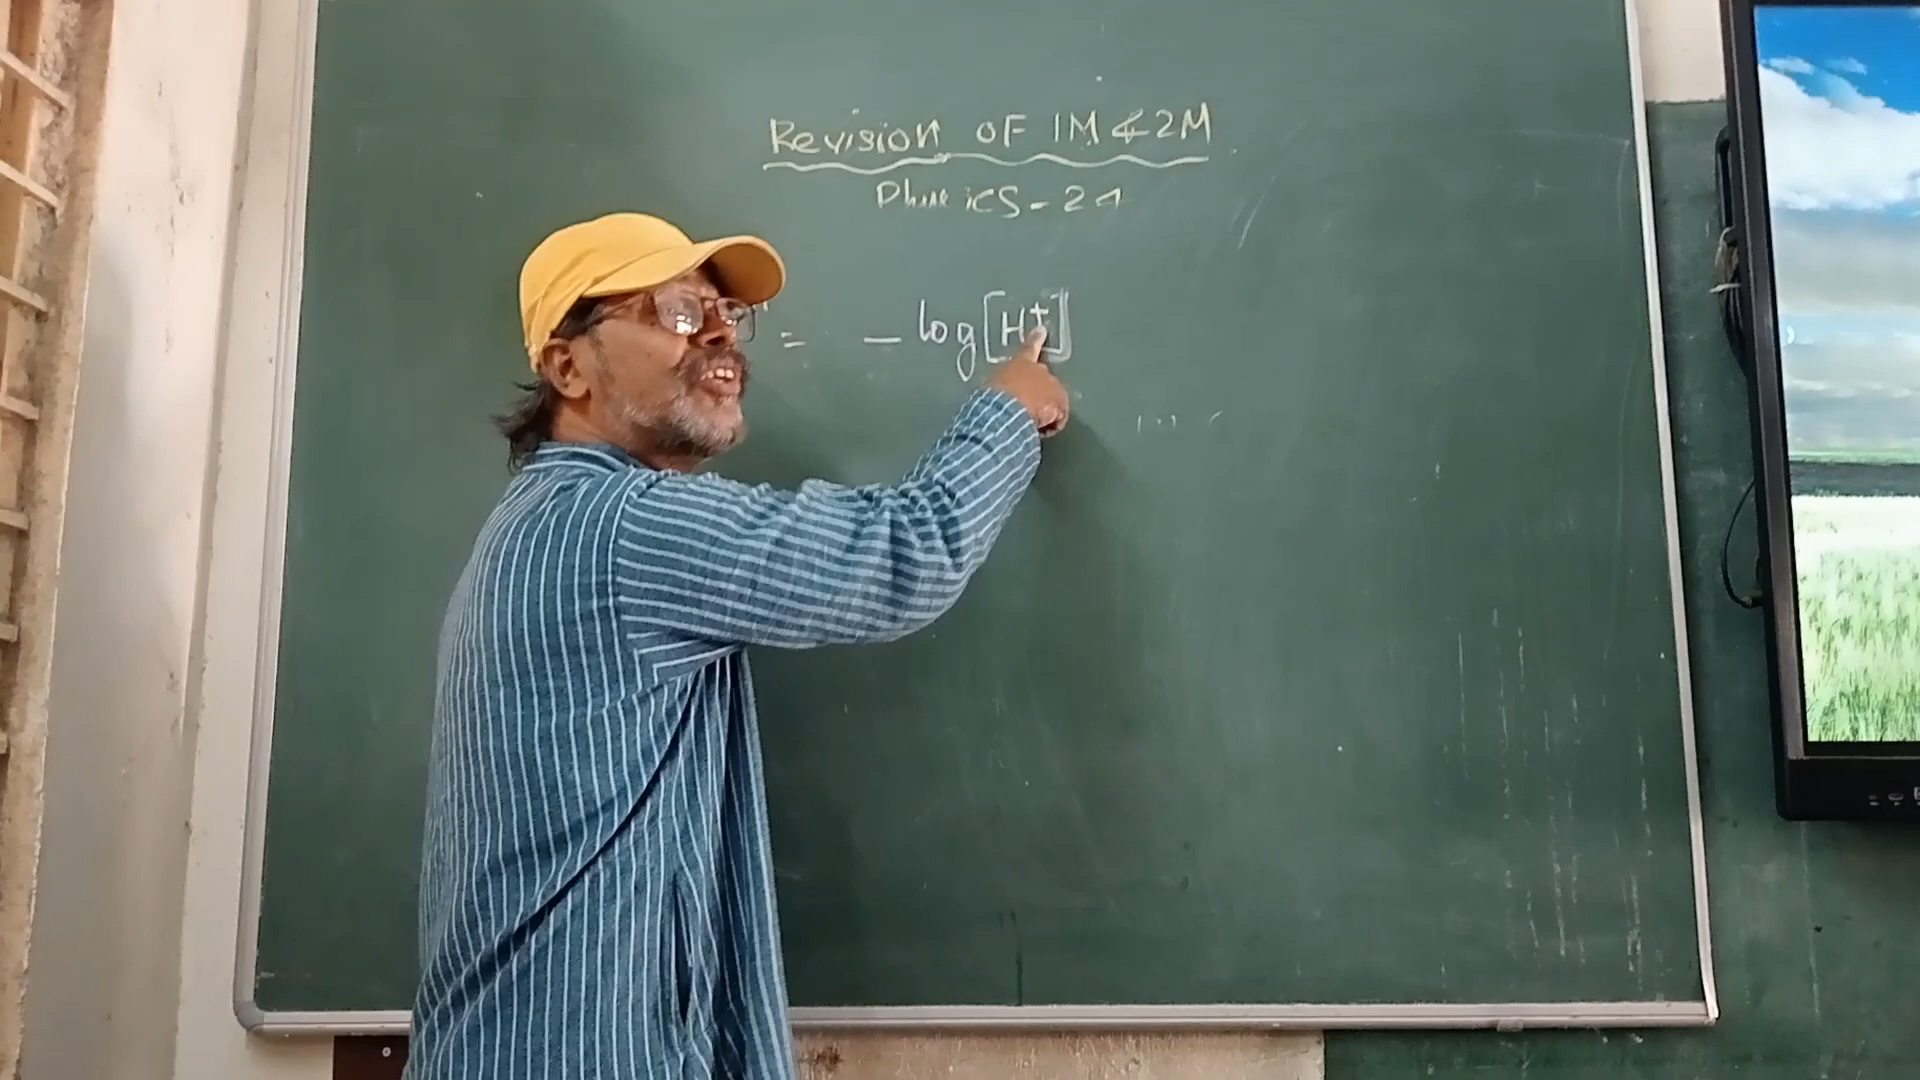 Revision OF 1M & 2M
Physics - 24
= - log[H+]